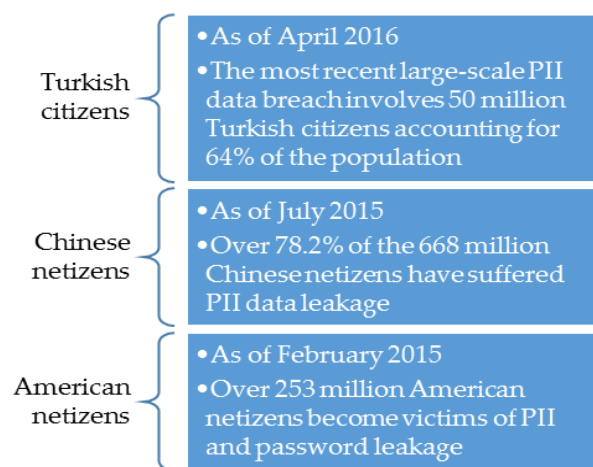 Turkish
citizens
•As of April 2016
•The most recent large-scale PII
data breach involves 50 million
Turkish citizens accounting for
64% of the population
Chinese
netizens
•As of July 2015
•Over 78.2% of the 668 million
Chinese netizens have suffered
PII data leakage
American
netizens
•As of February 2015
•Over 253 million American
netizens become victims of PII
and password leakage